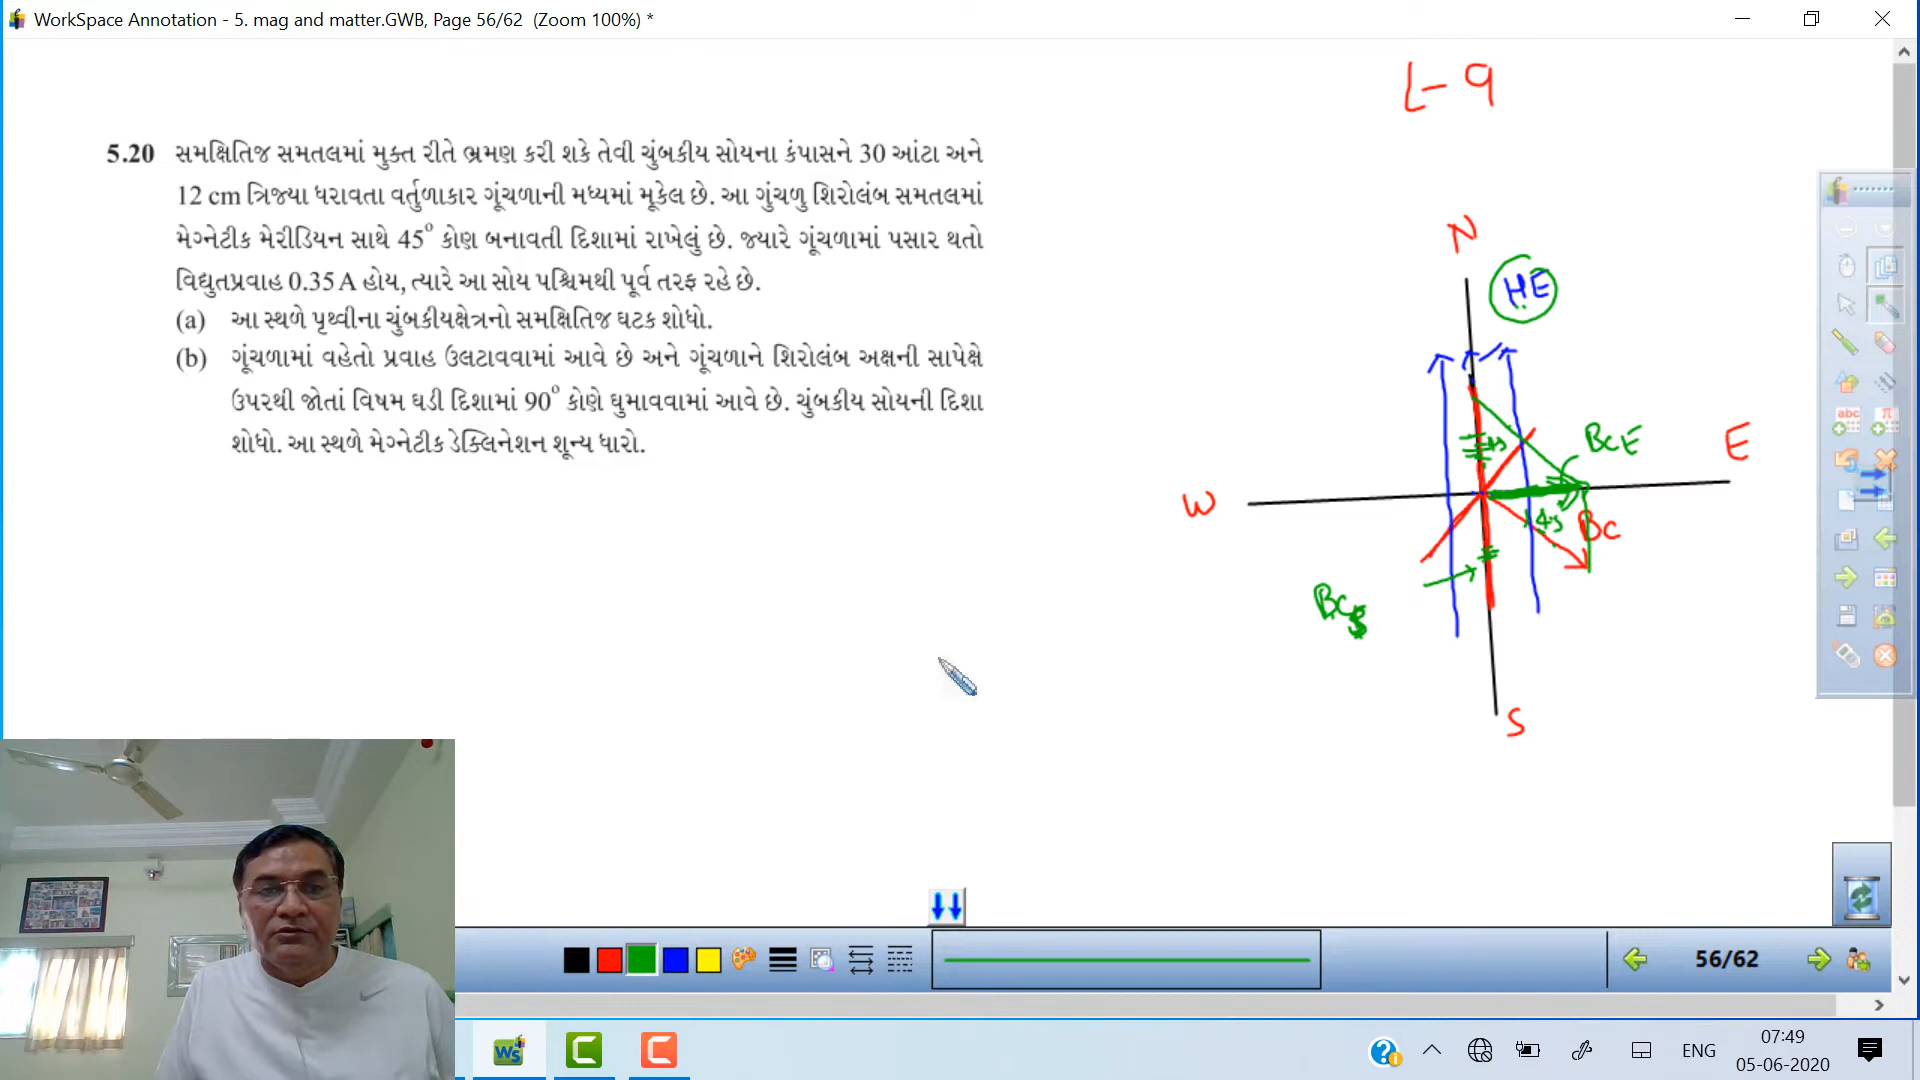 WorkSpace Annotation - 5. mag and matter.GWB, Page 56/62 (Zoom 100%) *
L-9
5.20 સમક્ષિતિજ સમતલમાં મુક્ત રીતે ભ્રમણ કરી શકે તેવી ચુંબકીય સોયના કંપાસને 30 આંટા અને
12 cm ત્રિજ્યા ધરાવતા વર્તુળાકાર ગૂંચળાની મધ્યમાં મૂકેલ છે. આ ગુંચળુ શિરોલંબ સમતલમાં
મેગ્નેટીક મેરીડિયન સાથે 45° કોણ બનાવતી દિશામાં રાખેલું છે. જ્યારે ગૂંચળામાં પસાર થતો
વિદ્યુતપ્રવાહ 0.35 A હોય, ત્યારે આ સોય પશ્ચિમથી પૂર્વ તરફ રહે છે.
(a) આ સ્થળે પૃથ્વીના ચુંબકીયક્ષેત્રનો સમક્ષિતિજ ઘટક શોધો.
(b) ગૂંચળામાં વહેતો પ્રવાહ ઉલટાવવામાં આવે છે અને ગૂંચળાને શિરોલંબ અક્ષની સાપેક્ષે
ઉપરથી જોતાં વિષમ ઘડી દિશામાં 90° કોણે ઘુમાવવામાં આવે છે. ચુંબકીય સોયની દિશા
શોધો. આ સ્થળે મેગ્નેટીક ડેક્લિનેશન શૂન્ય ધારો.
N
HE
45
BCE
E
W
45
BC
BCS
S
abc
π
56/62
WS
ENG
07:49
05-06-2020